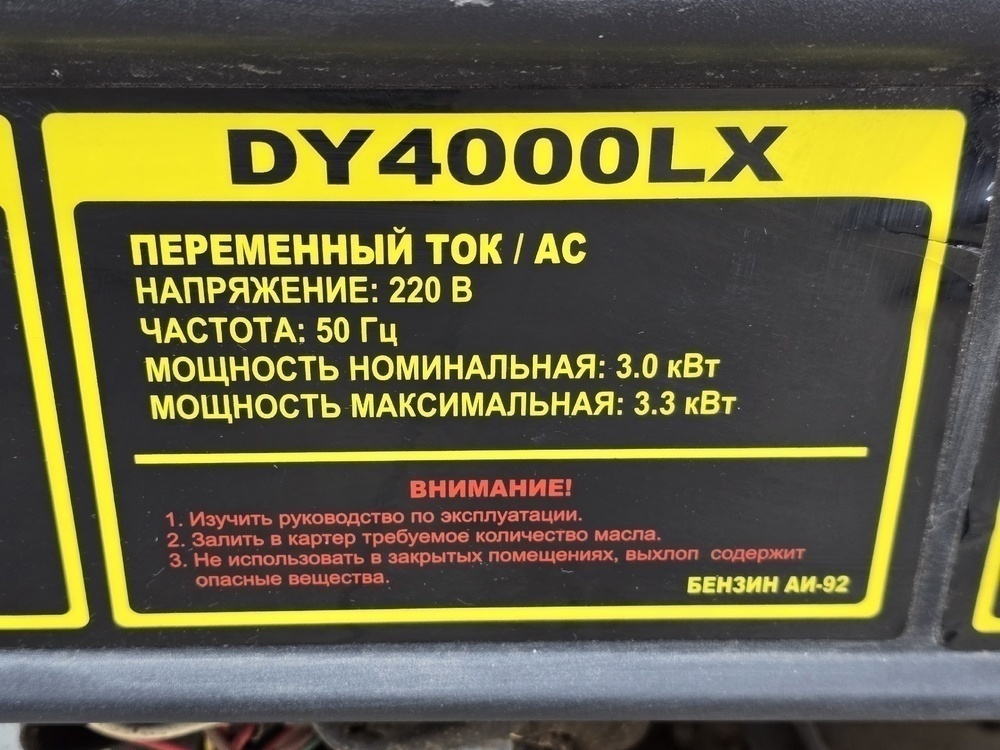 DY4000LX
ПЕРЕМЕННЫЙ ТОК / АС
НАПРЯЖЕНИЕ: 220 В
ЧАСТОТА: 50 Гц
МОЩНОСТЬ НОМИНАЛЬНАЯ: 3.0 кВт
МОЩНОСТЬ МАКСИМАЛЬНАЯ: 3.3 кВт
ВНИМАНИЕ!
1. Изучить руководство по эксплуатации.
2. Залить в картер требуемое количество масла.
3. Не использовать в закрытых помещениях, выхлоп содержит
опасные вещества.
БЕНЗИН АИ-92